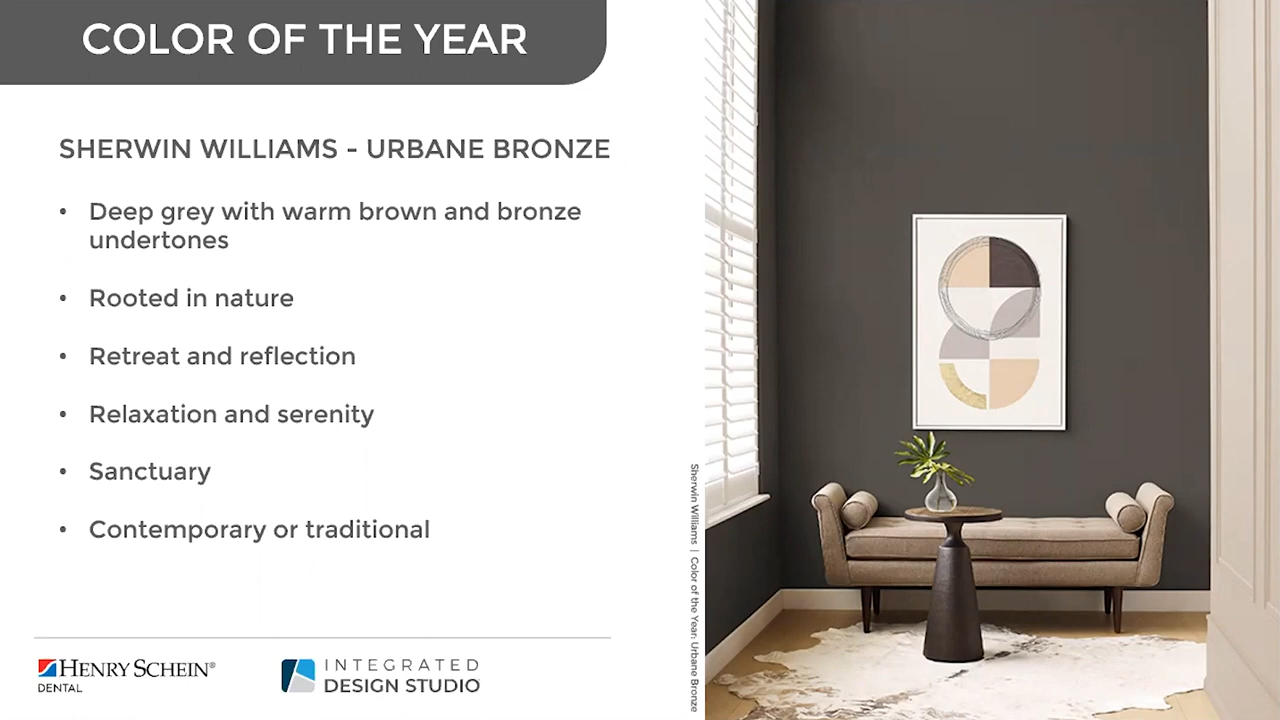 COLOR OF THE YEAR
SHERWIN WILLIAMS - URBANE BRONZE
• Deep grey with warm brown and bronze
undertones
• Rooted in nature
• Retreat and reflection
• Relaxation and serenity
• Sanctuary
• Contemporary or traditional
HENRY SCHEIN®
DENTAL
INTEGRATED
DESIGN STUDIO
Sherwin Williams | Color of the Year: Urbane Bronze